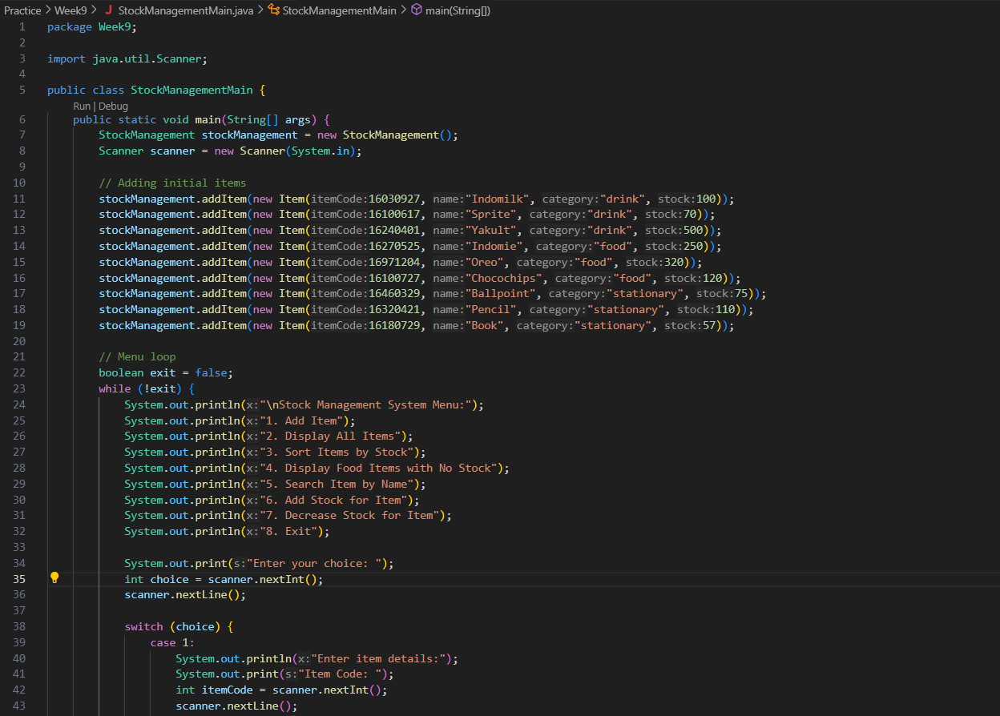 Practice > Week9 > J StockManagementMain.java > StockManagementMain > main(String[])
1 package Week9;
2
3 import java.util.Scanner;
4
5 public class StockManagementMain {
Run | Debug
6 public static void main(String[] args) {
7 StockManagement stockManagement = new StockManagement();
8 Scanner scanner = new Scanner(System.in);
9
10 // Adding initial items
11 stockManagement.addItem(new Item(itemCode:16030927, name:"Indomilk", category:"drink", stock:100));
12 stockManagement.addItem(new Item(itemCode:16100617, name:"Sprite", category:"drink", stock:70));
13 stockManagement.addItem(new Item(itemCode:16240401, name:"Yakult", category:"drink", stock:500));
14 stockManagement.addItem(new Item(itemCode:16270525, name:"Indomie", category:"food", stock:250));
15 stockManagement.addItem(new Item(itemCode:16971204, name:"Oreo", category:"food", stock:320));
16 stockManagement.addItem(new Item(itemCode:16100727, name:"Chocochips", category:"food", stock:120));
17 stockManagement.addItem(new Item(itemCode:16460329, name:"Ballpoint", category:"stationary", stock:75));
18 stockManagement.addItem(new Item(itemCode:16320421, name:"Pencil", category:"stationary", stock:110));
19 stockManagement.addItem(new Item(itemCode:16180729, name:"Book", category:"stationary", stock:57));
20
21 // Menu loop
22 boolean exit = false;
23 while (!exit) {
24 System.out.println(x:"\nStock Management System Menu:");
25 System.out.println(x:"1. Add Item");
26 System.out.println(x:"2. Display All Items");
27 System.out.println(x:"3. Sort Items by Stock");
28 System.out.println(x:"4. Display Food Items with No Stock");
29 System.out.println(x:"5. Search Item by Name");
30 System.out.println(x:"6. Add Stock for Item");
31 System.out.println(x:"7. Decrease Stock for Item");
32 System.out.println(x:"8. Exit");
33
34 System.out.print(s:"Enter your choice: ");
35 int choice = scanner.nextInt();
36 scanner.nextLine();
37
38 switch (choice) {
39 case 1:
40 System.out.println(x:"Enter item details:");
41 System.out.print(s:"Item Code: ");
42 int itemCode = scanner.nextInt();
43 scanner.nextLine();